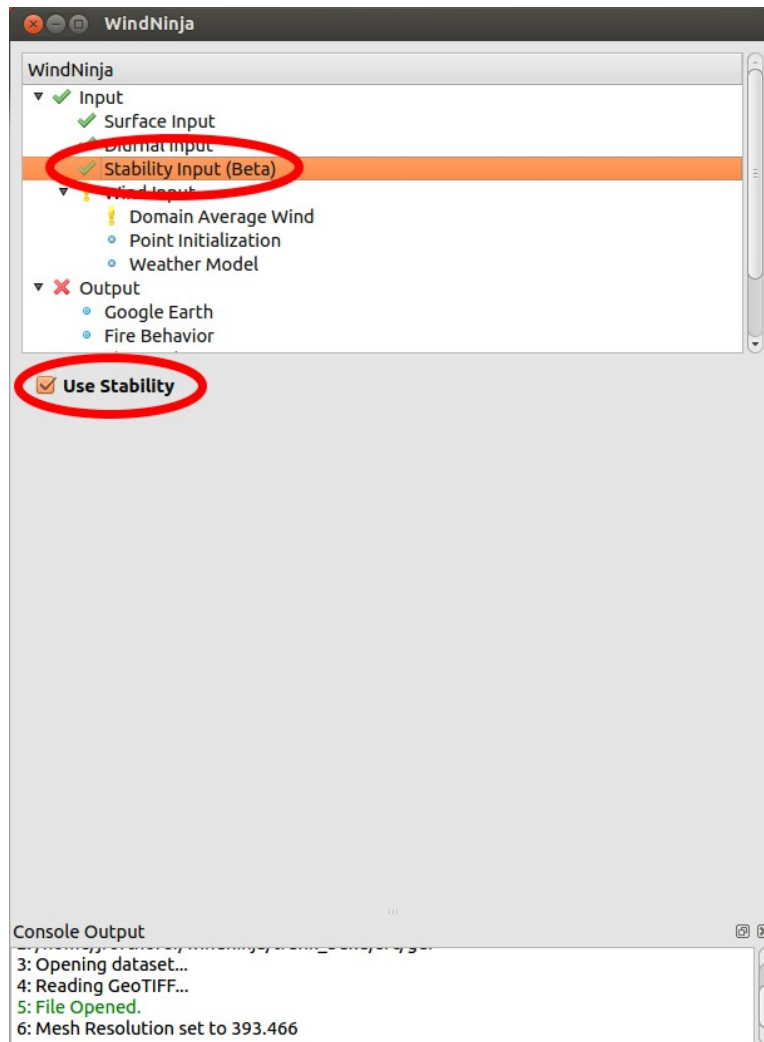 WindNinja
WindNinja
Input
Surface Input
Diurnal Input
Stability Input (Beta)
Wind Input
Domain Average Wind
Point Initialization
Weather Model
Output
Google Earth
Fire Behavior
Use Stability
Console Output
3: Opening dataset...
4: Reading GeoTIFF...
5: File Opened.
6: Mesh Resolution set to 393.466